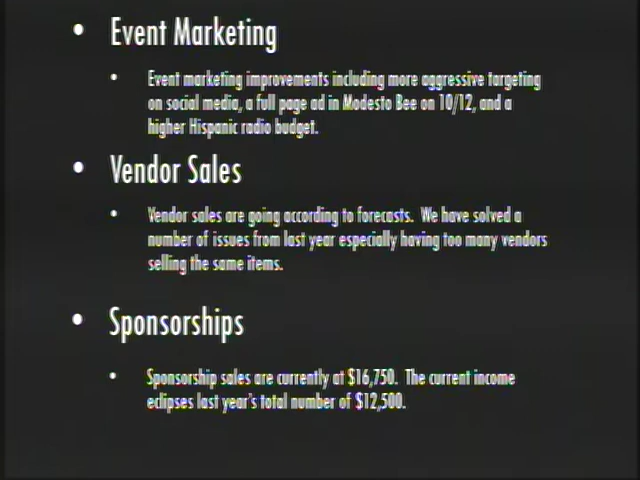 • Event Marketing
• Event marketing improvements including more aggressive targeting
on social media, a full page ad in Modesto Bee on 10/12, and a
higher Hispanic radio budget.
• Vendor Sales
• Vendor sales are going according to forecasts. We have solved a
number of issues from last year especially having too many vendors
selling the same items.
• Sponsorships
• Sponsorship sales are currently at $16,750. The current income
eclipses last year's total number of $12,500.